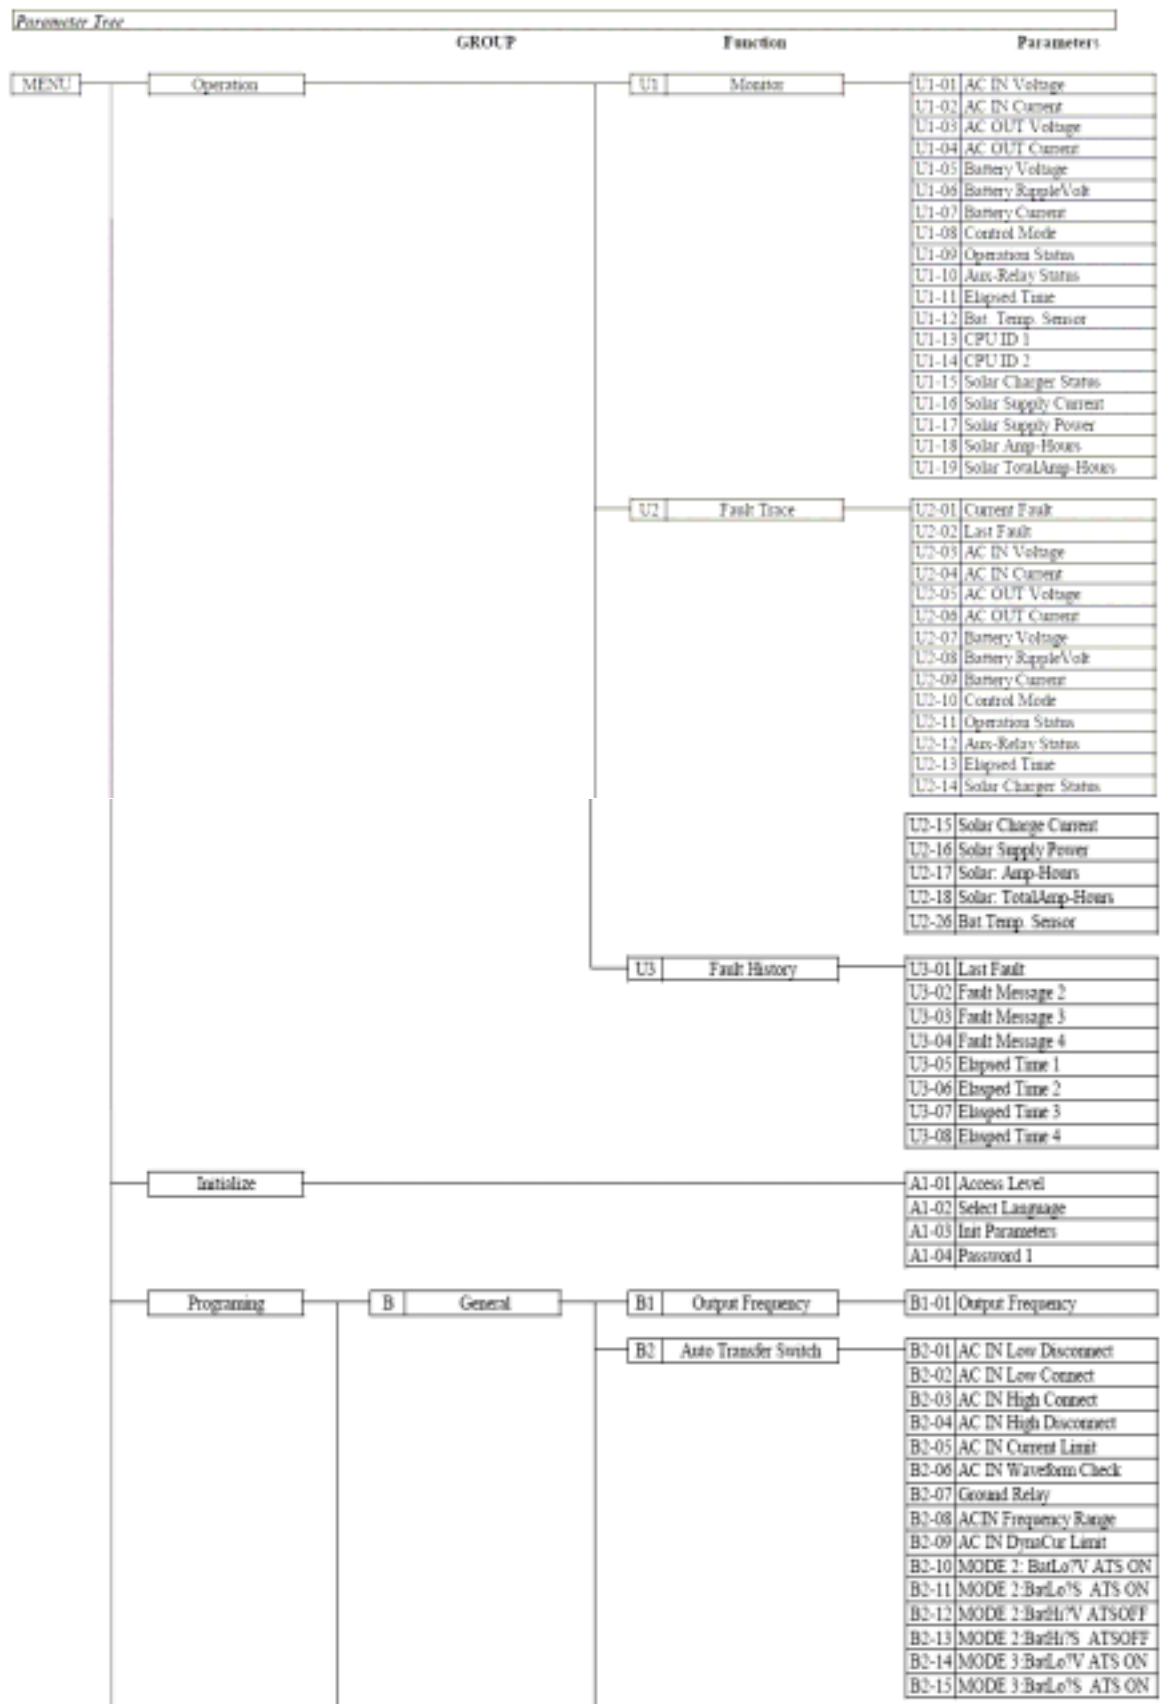 Parameter Tree
GROUP Function Parameters
MENU Operation U1 Monitor U1-01 AC IN Voltage
U1-02 AC IN Current
U1-03 AC OUT Voltage
U1-04 AC OUT Current
U1-05 Battery Voltage
U1-06 Battery RippleVolt
U1-07 Battery Current
U1-08 Control Mode
U1-09 Operation Status
U1-10 Aux-Relay Status
U1-11 Elapsed Time
U1-12 Bat. Temp. Sensor
U1-13 CPU ID 1
U1-14 CPU ID 2
U1-15 Solar Charger Status
U1-16 Solar Supply Current
U1-17 Solar Supply Power
U1-18 Solar Amp-Hours
U1-19 Solar TotalAmp-Hours
U2 Fault Trace U2-01 Current Fault
U2-02 Last Fault
U2-03 AC IN Voltage
U2-04 AC IN Current
U2-05 AC OUT Voltage
U2-06 AC OUT Current
U2-07 Battery Voltage
U2-08 Battery RippleVolt
U2-09 Battery Current
U2-10 Control Mode
U2-11 Operation Status
U2-12 Aux-Relay Status
U2-13 Elapsed Time
U2-14 Solar Charger Status
U2-15 Solar Charge Current
U2-16 Solar Supply Power
U2-17 Solar: Amp-Hours
U2-18 Solar: TotalAmp-Hours
U2-26 Bat Temp. Sensor
U3 Fault History U3-01 Last Fault
U3-02 Fault Message 2
U3-03 Fault Message 3
U3-04 Fault Message 4
U3-05 Elapsed Time 1
U3-06 Elasped Time 2
U3-07 Elasped Time 3
U3-08 Elasped Time 4
Initialize A1-01 Access Level
A1-02 Select Language
A1-03 Init Parameters
A1-04 Password 1
Programing B General B1 Output Frequency B1-01 Output Frequency
B2 Auto Transfer Switch B2-01 AC IN Low Disconnect
B2-02 AC IN Low Connect
B2-03 AC IN High Connect
B2-04 AC IN High Disconnect
B2-05 AC IN Current Limit
B2-06 AC IN Waveform Check
B2-07 Ground Relay
B2-08 ACIN Frequency Range
B2-09 AC IN DynaCur Limit
B2-10 MODE 2: BatLo?V ATS ON
B2-11 MODE 2:BatLo?S ATS ON
B2-12 MODE 2:BatHi?V ATSOFF
B2-13 MODE 2:BatHi?S ATSOFF
B2-14 MODE 3:BatLo?V ATS ON
B2-15 MODE 3:BatLo?S ATS ON